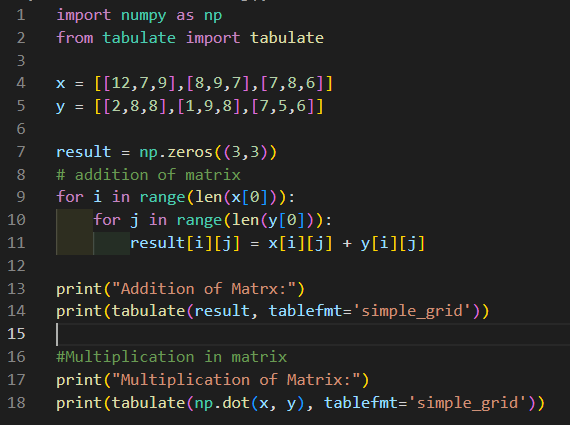 1 import numpy as np
2 from tabulate import tabulate
3
4 x = [[12,7,9],[8,9,7],[7,8,6]]
5 y = [[2,8,8],[1,9,8],[7,5,6]]
6
7 result = np.zeros((3,3))
8 # addition of matrix
9 for i in range(len(x[0])):
10     for j in range(len(y[0])):
11         result[i][j] = x[i][j] + y[i][j]
12
13 print("Addition of Matrx:")
14 print(tabulate(result, tablefmt='simple_grid'))
15
16 #Multiplication in matrix
17 print("Multiplication of Matrix:")
18 print(tabulate(np.dot(x, y), tablefmt='simple_grid'))